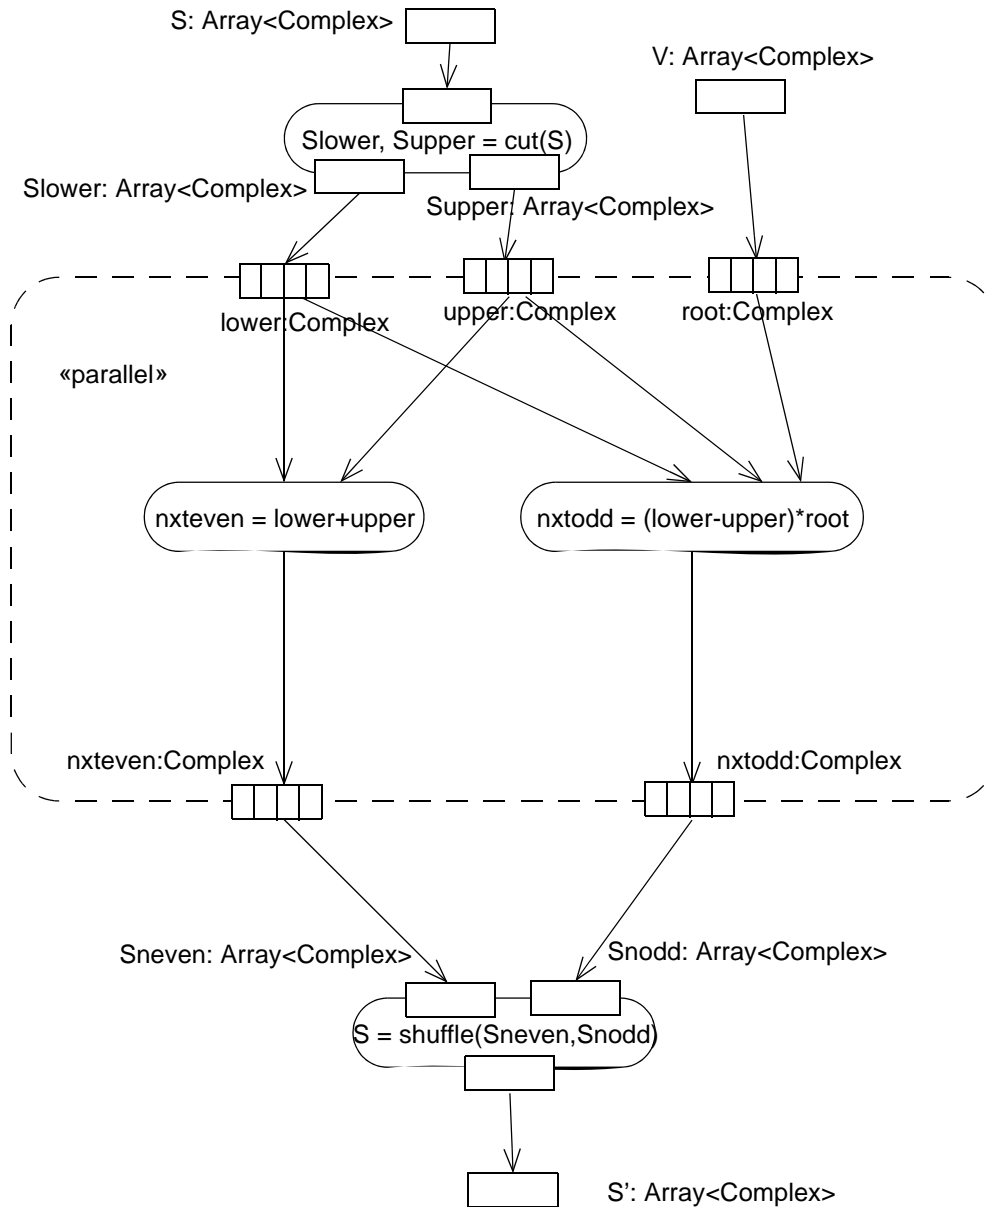 S: Array<Complex>
V: Array<Complex>
Slower, Supper = cut(S)
Slower: Array<Complex>
Supper: Array<Complex>
lower:Complex
upper:Complex
root:Complex
«parallel»
nxteven = lower+upper
nxtodd = (lower-upper)*root
nxteven:Complex
nxtodd:Complex
Sneven: Array<Complex>
Snodd: Array<Complex>
S = shuffle(Sneven,Snodd)
S': Array<Complex>